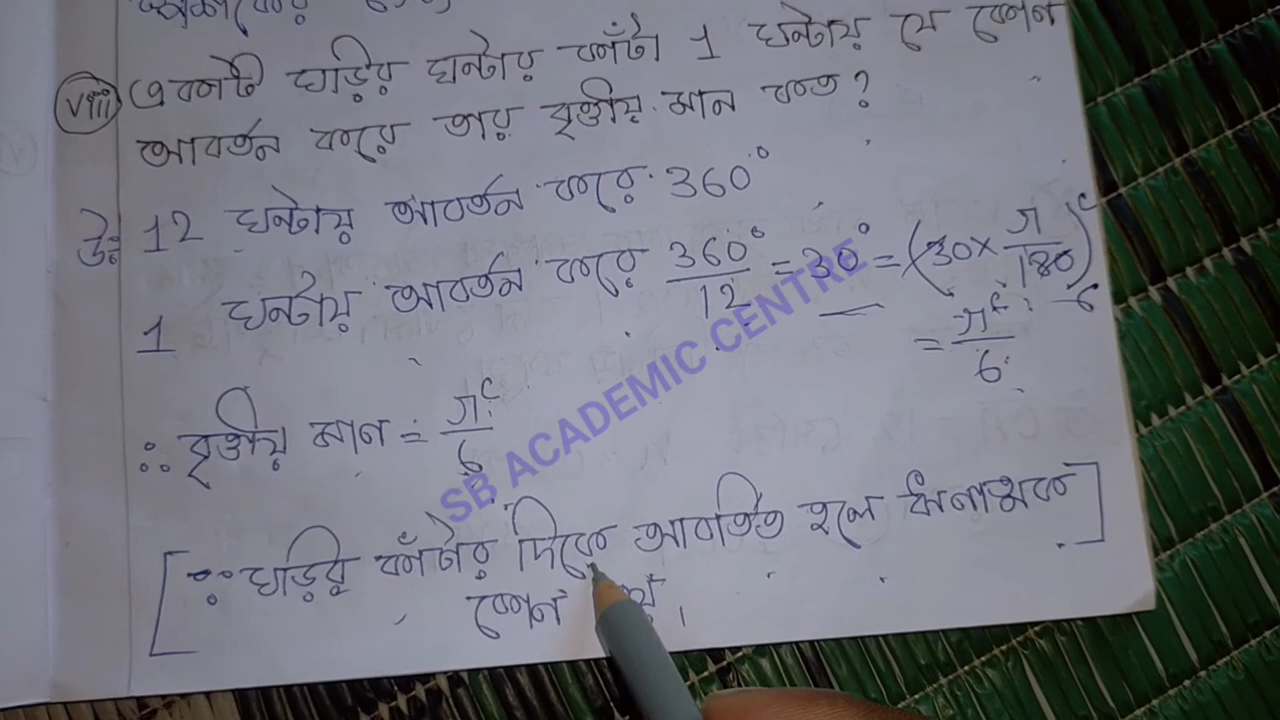 viii) একটি ঘড়ির ঘন্টার কাঁটা 1 ঘন্টায় যে কোণ
আবর্তন করে তার বৃত্তীয় মান কত?
উঃ 12 ঘন্টায় আবর্তন করে 360°
1 ঘন্টায় আবর্তন করে 360°/12 = 30° = (30 × π/180)ᶜ
= πᶜ/6
∴ বৃত্তীয় মান = πᶜ/6
SB ACADEMIC CENTRE
[∵ ঘড়ির কাঁটার দিকে আবর্তিত হলে ঋনাত্মক]
কোণ